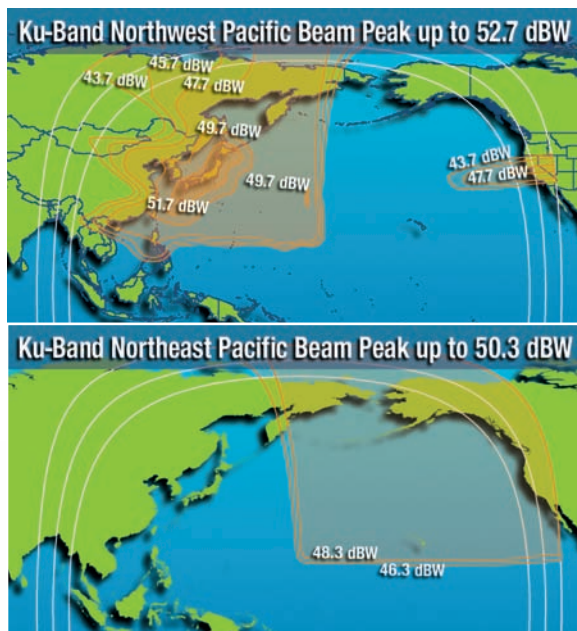 Ku-Band Northwest Pacific Beam Peak up to 52.7 dBW
45.7 dBW
43.7 dBW
47.7 dBW
49.7 dBW
43.7 dBW
47.7 dBW
49.7 dBW
51.7 dBW
Ku-Band Northeast Pacific Beam Peak up to 50.3 dBW
48.3 dBW
46.3 dBW